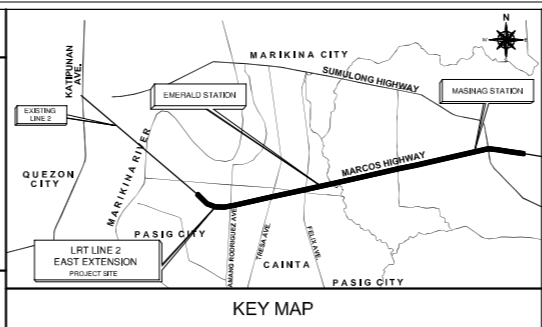 N
MARIKINA CITY
KATIPUNAN
AVE.
SUMULONG HIGHWAY
EMERALD STATION
MASINAG STATION
EXISTING
LINE 2
MARIKINA RIVER
MARCOS HIGHWAY
QUEZON
CITY
PASIG CITY
AMANG RODRIGUEZ AVE.
TRESA AVE.
FELIX AVE.
LRT LINE 2
EAST EXTENSION
PROJECT SITE
CAINTA
PASIG CITY
KEY MAP